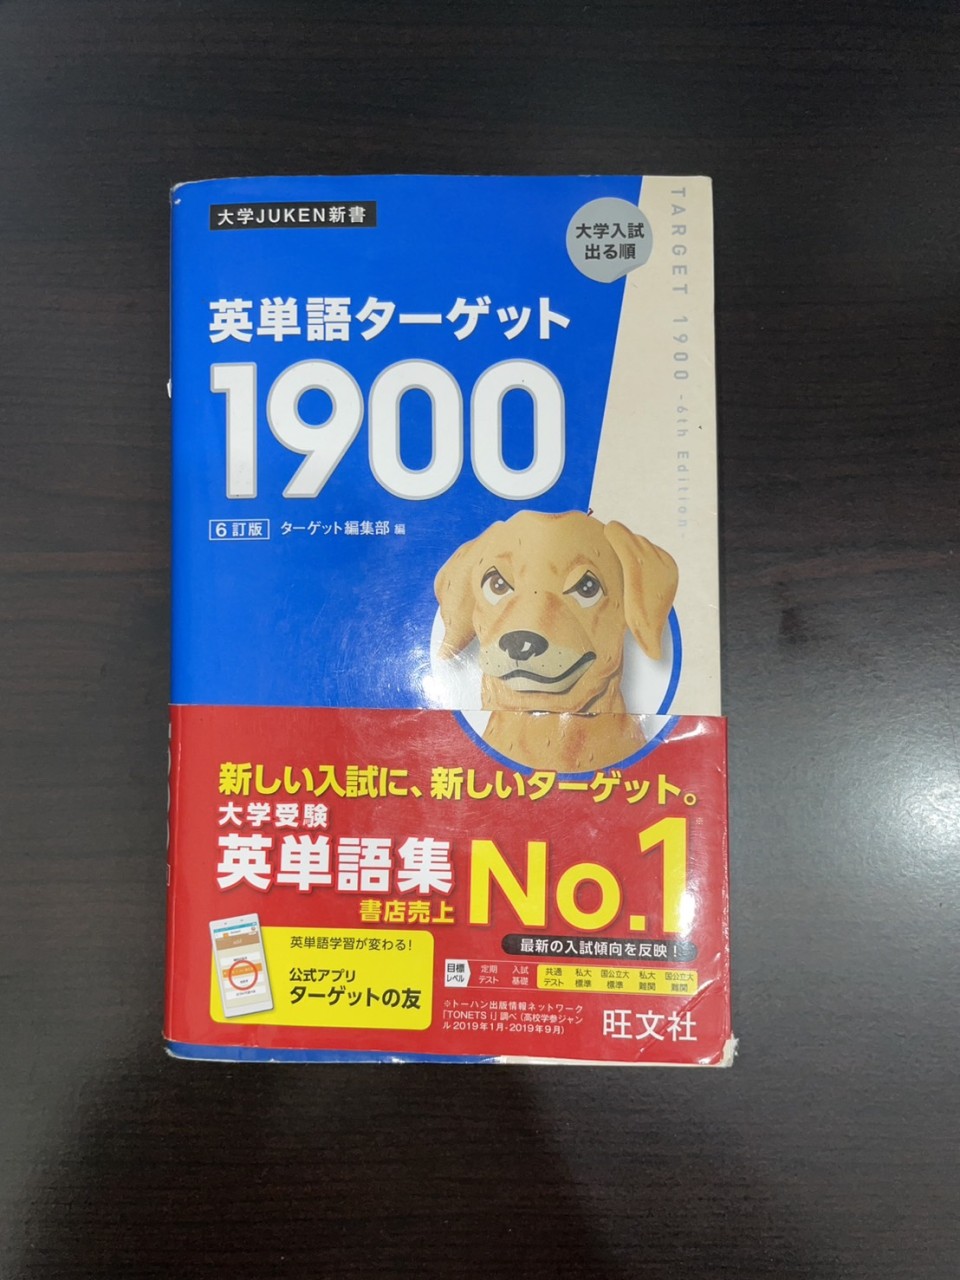 大学JUKEN新書
大学入試
出る順
TARGET 1900 -6th Edition-
英単語ターゲット
1900
6訂版 ターゲット編集部 編
新しい入試に、新しいターゲット。
大学受験
英単語集
書店売上
No.1
※
最新の入試傾向を反映!
英単語学習が変わる!
公式アプリ
ターゲットの友
目標レベル 定期テスト 入試基礎 共通テスト 私大標準 国公立大標準 私大難関 国公立大難関
※トーハン出版情報ネットワーク
「TONETS i」調べ(高校学参ジャン
ル2019年1月-2019年9月)
旺文社